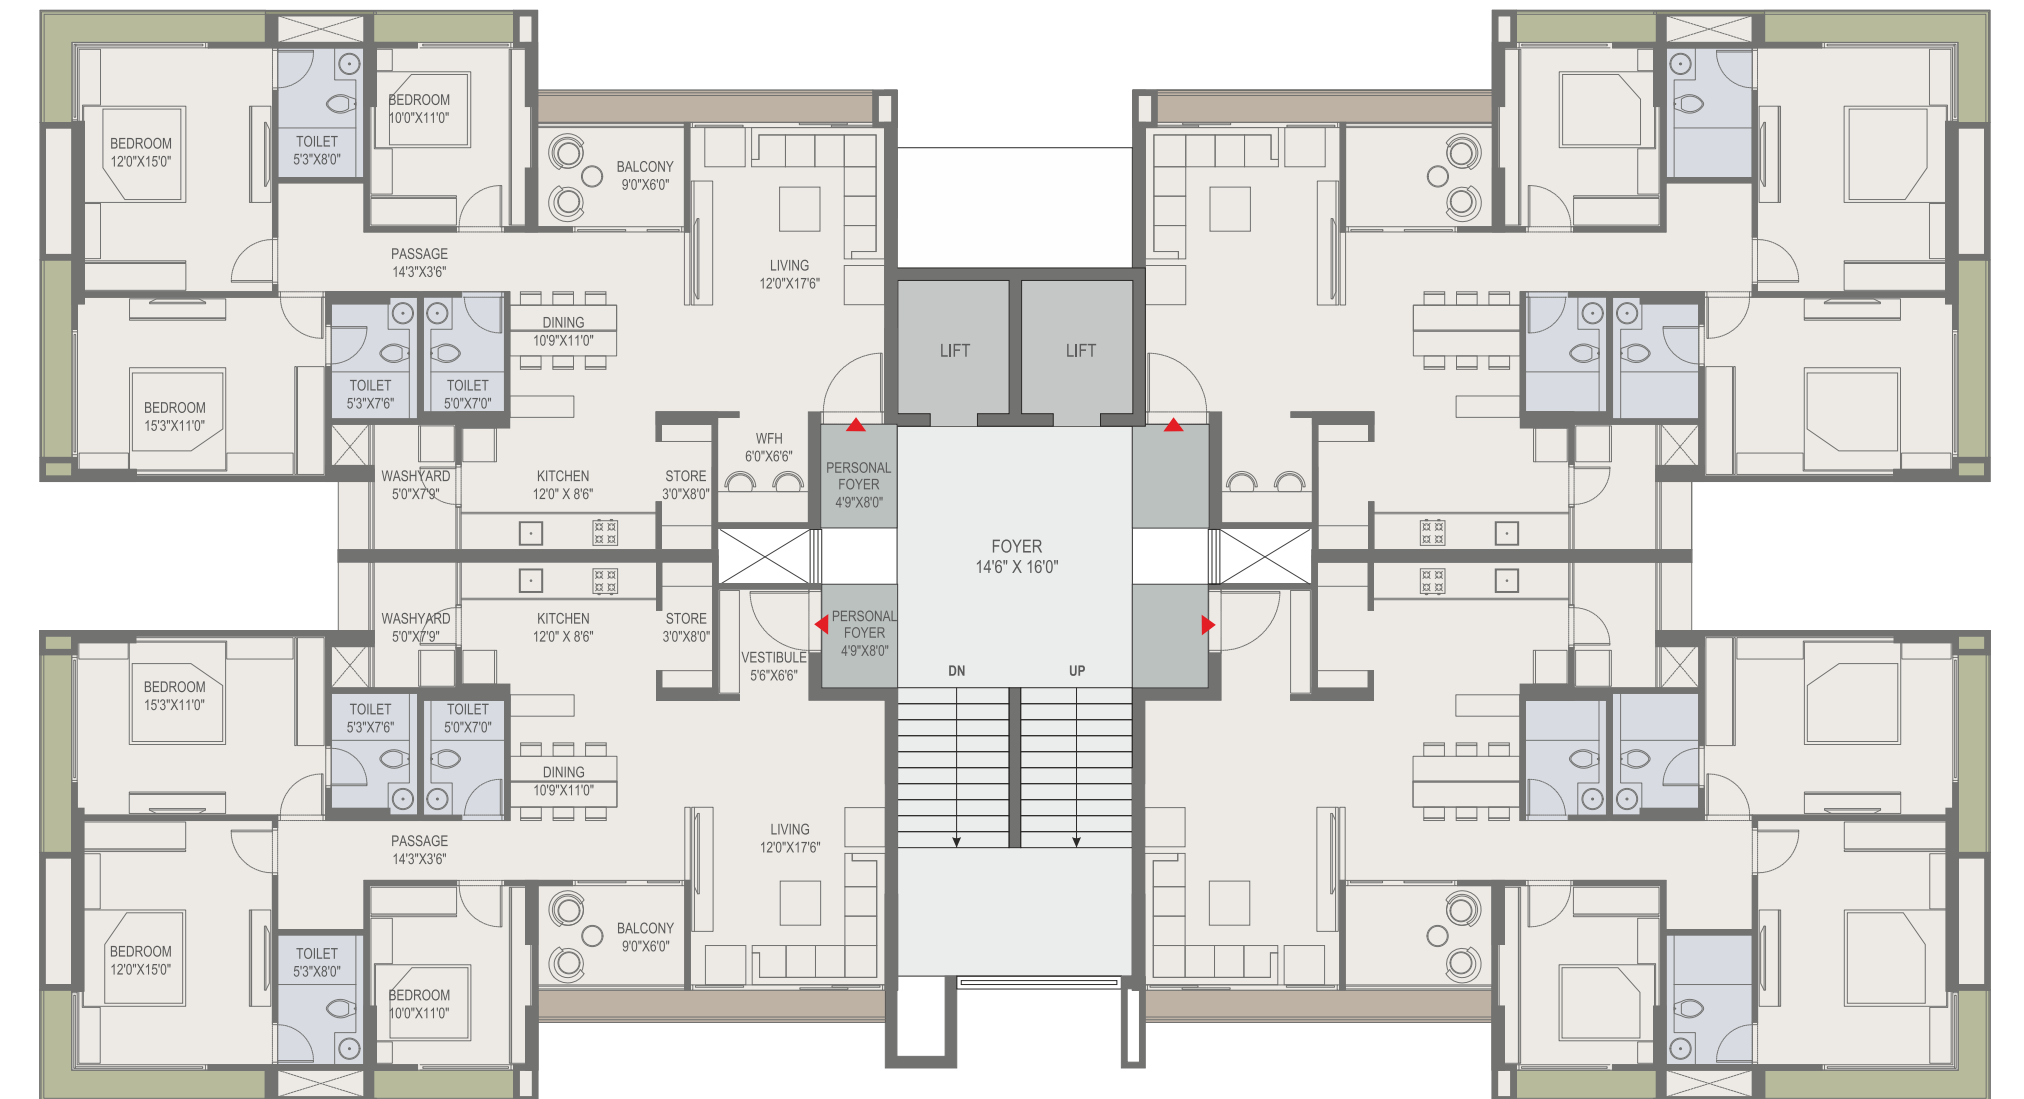 BEDROOM
12'0"X15'0"
TOILET
5'3"X8'0"
BEDROOM
10'0"X11'0"
BALCONY
9'0"X6'0"
PASSAGE
14'3"X3'6"
LIVING
12'0"X17'6"
DINING
10'9"X11'0"
LIFT
LIFT
BEDROOM
15'3"X11'0"
TOILET
5'3"X7'6"
TOILET
5'0"X7'0"
WASHYARD
5'0"X7'9"
KITCHEN
12'0" X 8'6"
STORE
3'0"X8'0"
WFH
6'0"X6'6"
PERSONAL
FOYER
4'9"X8'0"
FOYER
14'6" X 16'0"
WASHYARD
5'0"X7'9"
KITCHEN
12'0" X 8'6"
STORE
3'0"X8'0"
VESTIBULE
5'6"X6'6"
PERSONAL
FOYER
4'9"X8'0"
DN
UP
BEDROOM
15'3"X11'0"
TOILET
5'3"X7'6"
TOILET
5'0"X7'0"
DINING
10'9"X11'0"
PASSAGE
14'3"X3'6"
LIVING
12'0"X17'6"
BEDROOM
12'0"X15'0"
TOILET
5'3"X8'0"
BEDROOM
10'0"X11'0"
BALCONY
9'0"X6'0"